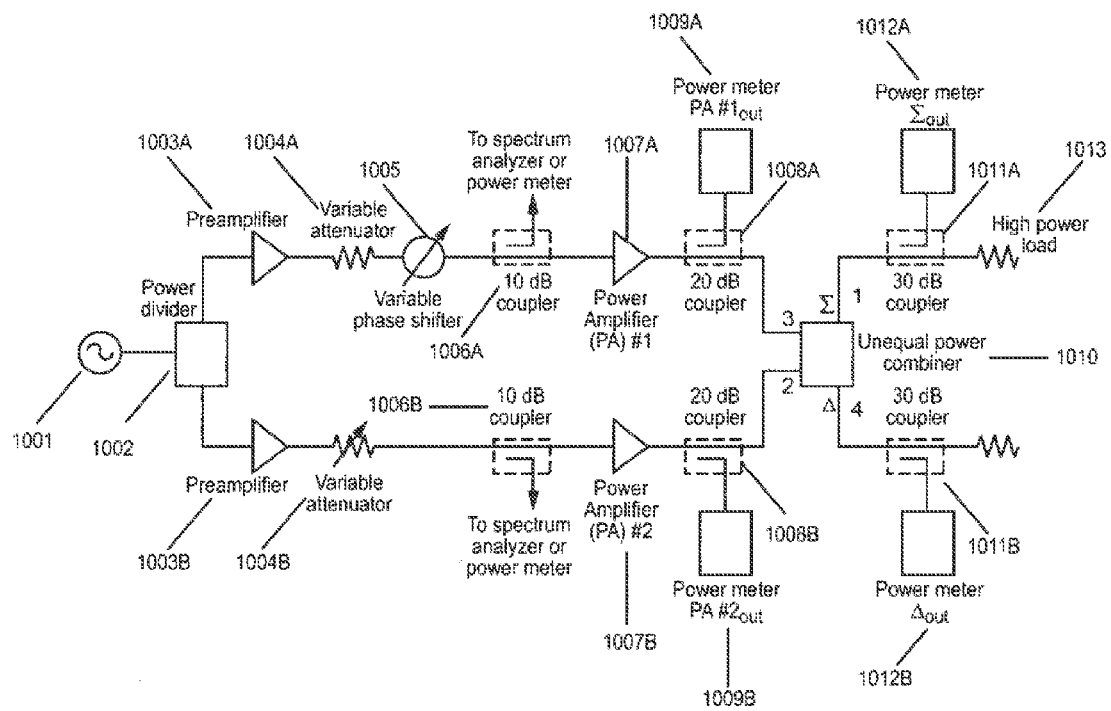 1009A
1012A
Power meter
PA #1out
Power meter
Σout
1003A
1004A
1005
To spectrum
analyzer or
power meter
1007A
1008A
1011A
1013
Preamplifier
Variable
attenuator
High power
load
Power
divider
Variable
phase shifter
10 dB
coupler
Power
Amplifier
(PA) #1
20 dB
coupler
30 dB
coupler
Σ
1
3
2
Δ
4
Unequal power
combiner
1010
1006A
1001
1002
1006B
10 dB
coupler
20 dB
coupler
30 dB
coupler
Preamplifier
Variable
attenuator
To spectrum
analyzer or
power meter
Power
Amplifier
(PA) #2
1008B
1011B
1003B
1004B
1007B
Power meter
PA #2out
Power meter
Δout
1009B
1012B